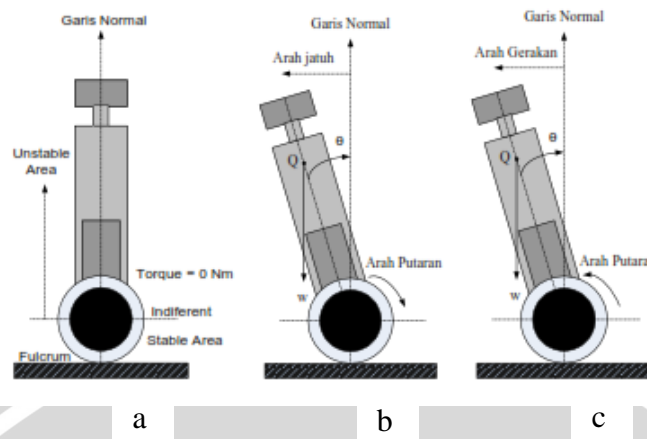 Garis Normal
Unstable
Area
Torque = 0 Nm
Indiferent
Stable Area
Fulcrum
a
Garis Normal
Arah jatuh
θ
Q
Arah Putaran
w
b
Garis Normal
Arah Gerakan
θ
Q
Arah Putara
w
c